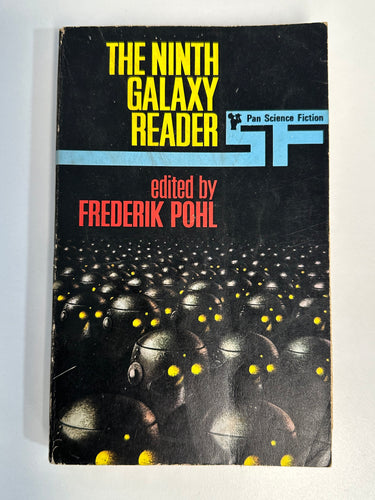 THE NINTH
GALAXY
READER
Pan Science Fiction
SF
edited by
FREDERIK POHL